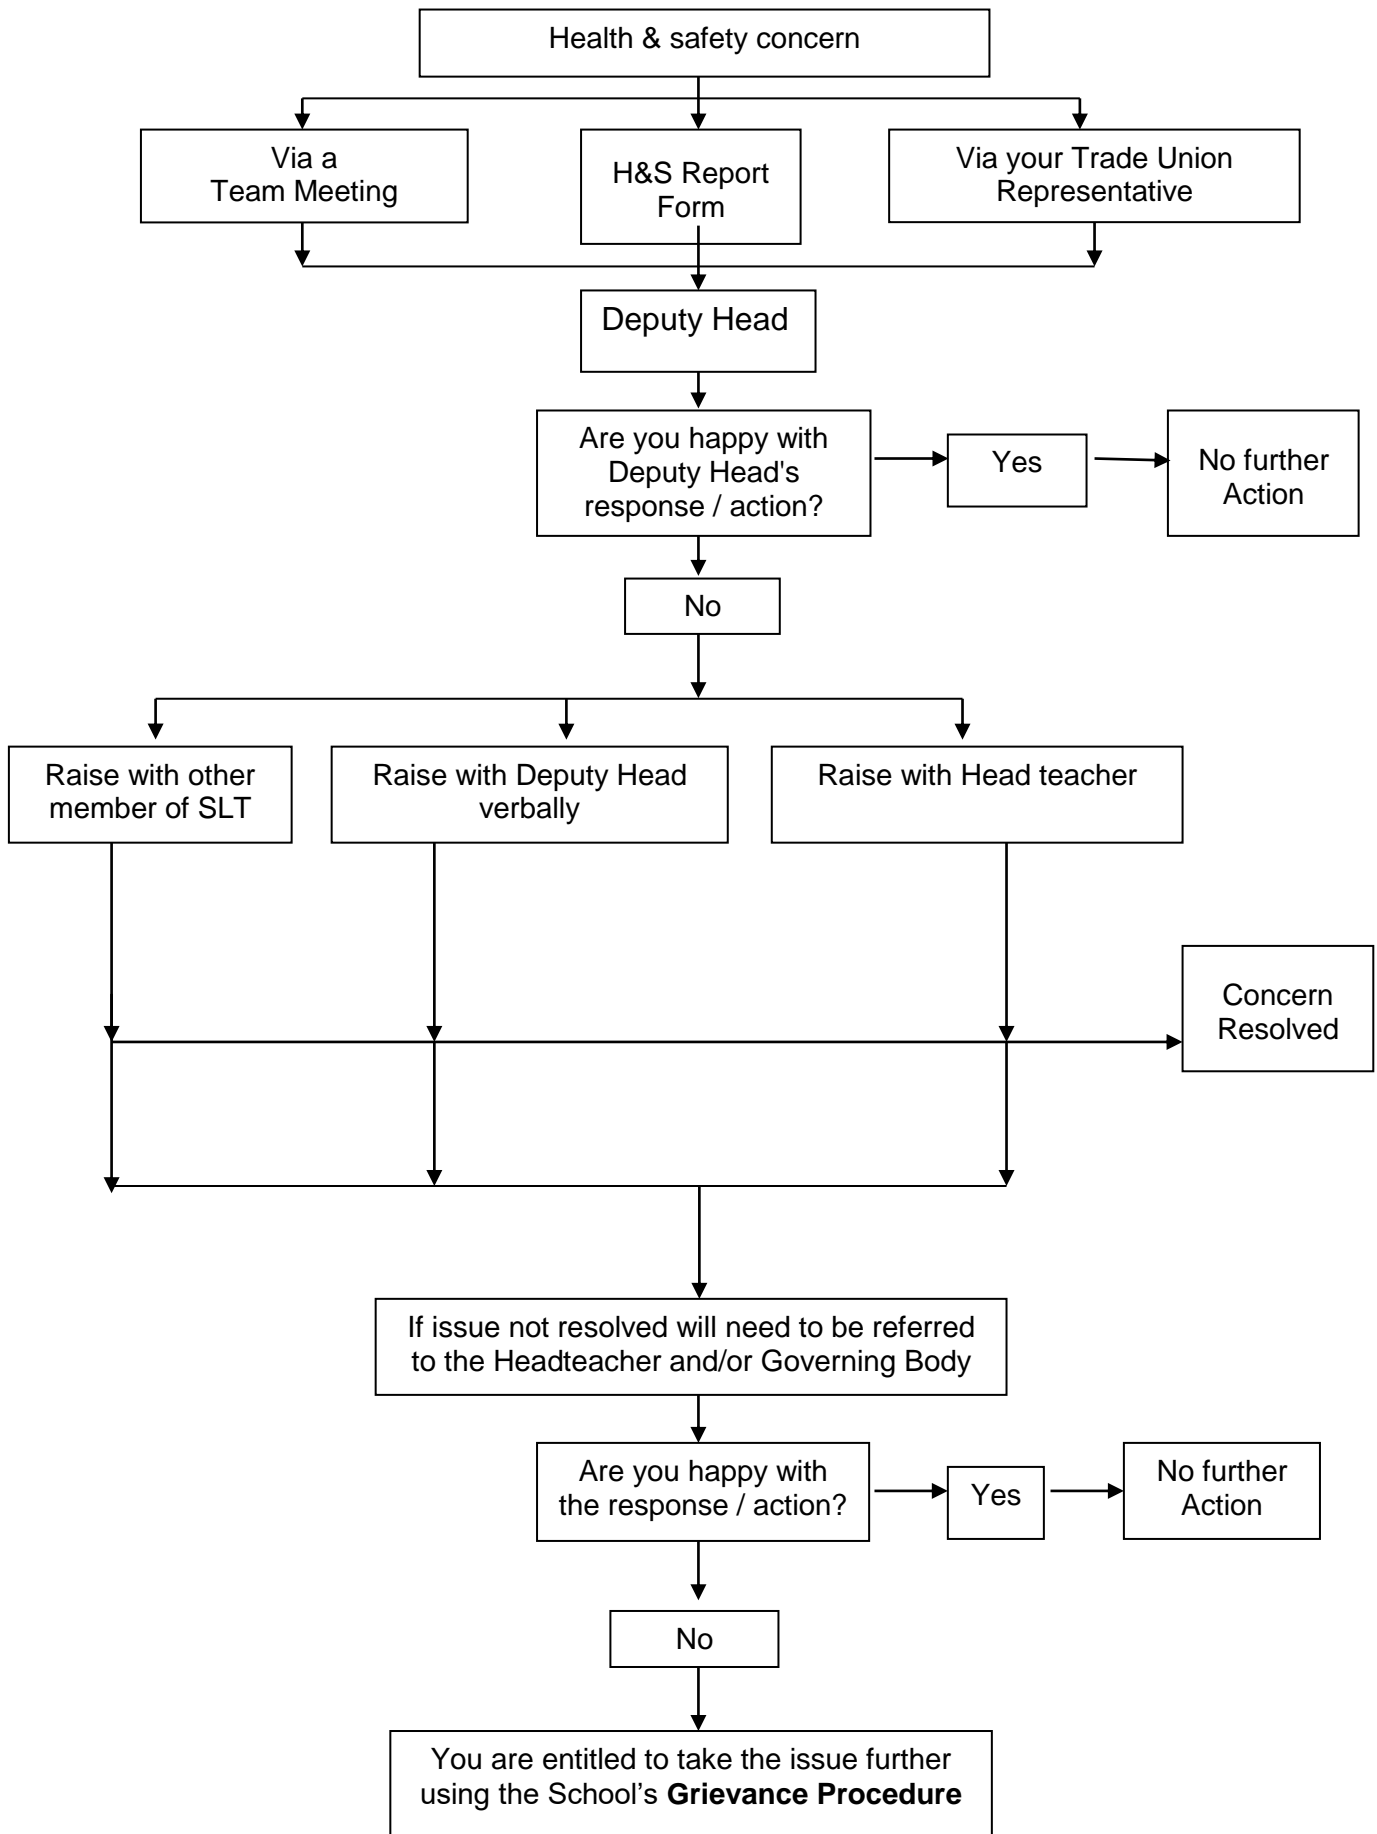 Health & safety concern
Via a
Team Meeting
H&S Report
Form
Via your Trade Union
Representative
Deputy Head
Are you happy with
Deputy Head's
response / action?
Yes
No further
Action
No
Raise with other
member of SLT
Raise with Deputy Head
verbally
Raise with Head teacher
Concern
Resolved
If issue not resolved will need to be referred
to the Headteacher and/or Governing Body
Are you happy with
the response / action?
Yes
No further
Action
No
You are entitled to take the issue further
using the School’s Grievance Procedure